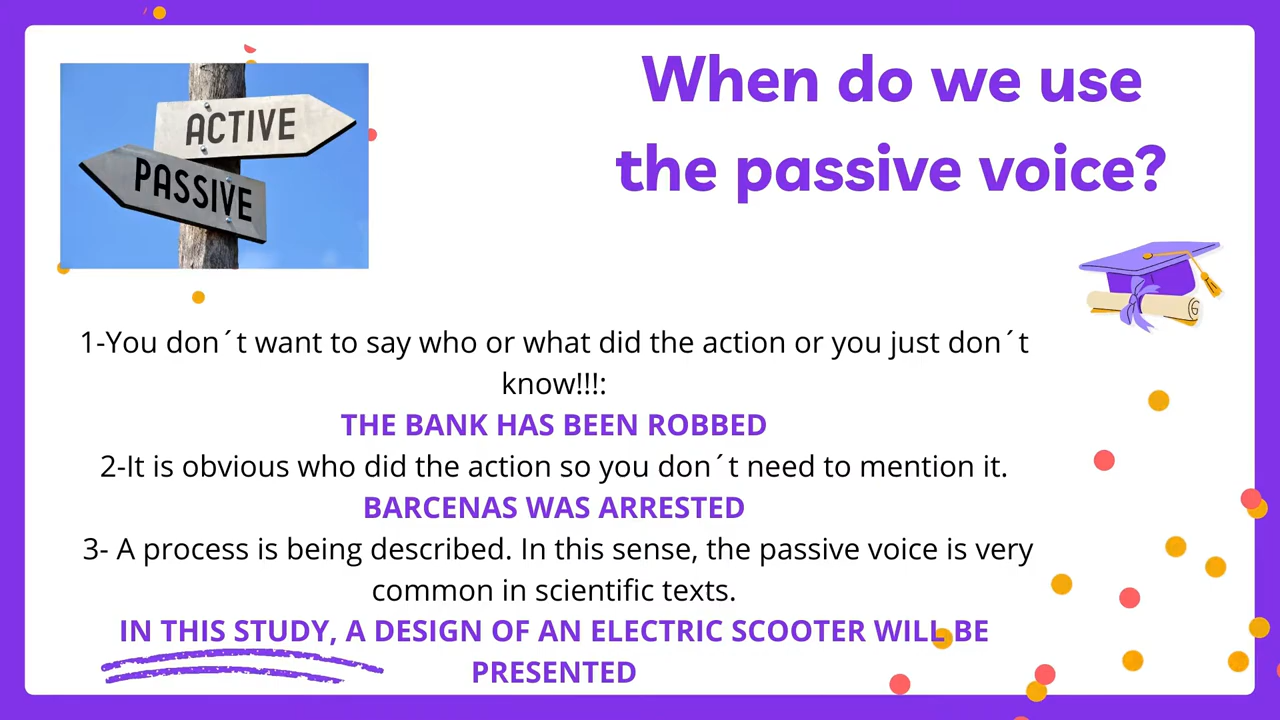 ACTIVE
PASSIVE
When do we use
the passive voice?
1-You don´t want to say who or what did the action or you just don´t
know!!!:
THE BANK HAS BEEN ROBBED
2-It is obvious who did the action so you don´t need to mention it.
BARCENAS WAS ARRESTED
3- A process is being described. In this sense, the passive voice is very
common in scientific texts.
IN THIS STUDY, A DESIGN OF AN ELECTRIC SCOOTER WILL BE
PRESENTED